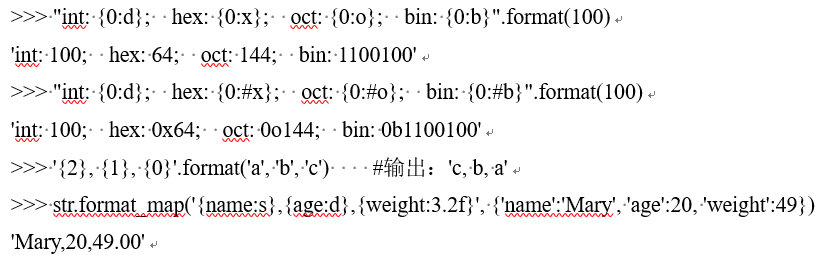 >>> "int: {0:d};  hex: {0:x};  oct: {0:o};  bin: {0:b}".format(100)
'int: 100;  hex: 64;  oct: 144;  bin: 1100100'
>>> "int: {0:d};  hex: {0:#x};  oct: {0:#o};  bin: {0:#b}".format(100)
'int: 100;  hex: 0x64;  oct: 0o144;  bin: 0b1100100'
>>> '{2}, {1}, {0}'.format('a', 'b', 'c')    #输出：'c, b, a'
>>> str.format_map('{name:s},{age:d},{weight:3.2f}', {'name':'Mary', 'age':20, 'weight':49})
'Mary,20,49.00'